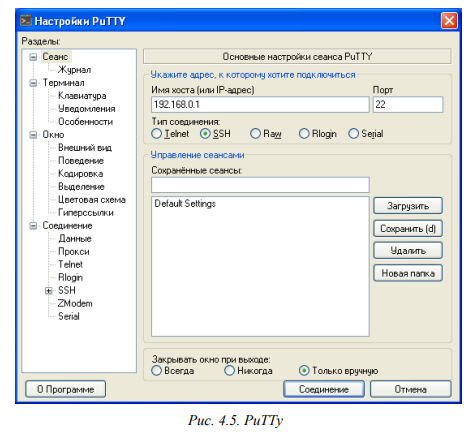 Настройки PuTTY
Разделы:
Сеанс
Журнал
Терминал
Клавиатура
Уведомления
Особенности
Окно
Внешний вид
Поведение
Кодировка
Выделение
Цветовая схема
Гиперссылки
Соединение
Данные
Прокси
Telnet
Rlogin
SSH
ZModem
Serial
Основные настройки сеанса PuTTY
Укажите адрес, к которому хотите подключиться
Имя хоста (или IP-адрес) Порт
192.168.0.1 22
Тип соединения:
Telnet SSH Raw Rlogin Serial
Управление сеансами
Сохранённые сеансы:
Default Settings
Загрузить
Сохранить (d)
Удалить
Новая папка
Закрывать окно при выходе:
Всегда Никогда Только вручную
О Программе Соединение Отмена
Рис. 4.5. PuTTy